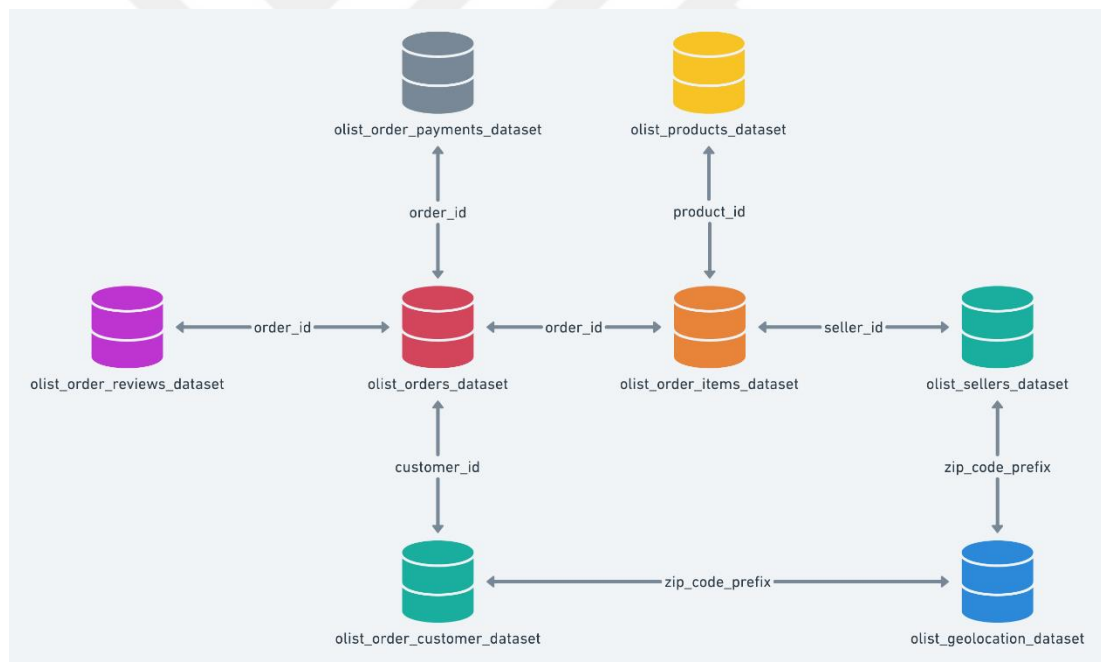 olist_order_payments_dataset
olist_products_dataset
order_id
product_id
order_id
order_id
seller_id
olist_order_reviews_dataset
olist_orders_dataset
olist_order_items_dataset
olist_sellers_dataset
customer_id
zip_code_prefix
zip_code_prefix
olist_order_customer_dataset
olist_geolocation_dataset